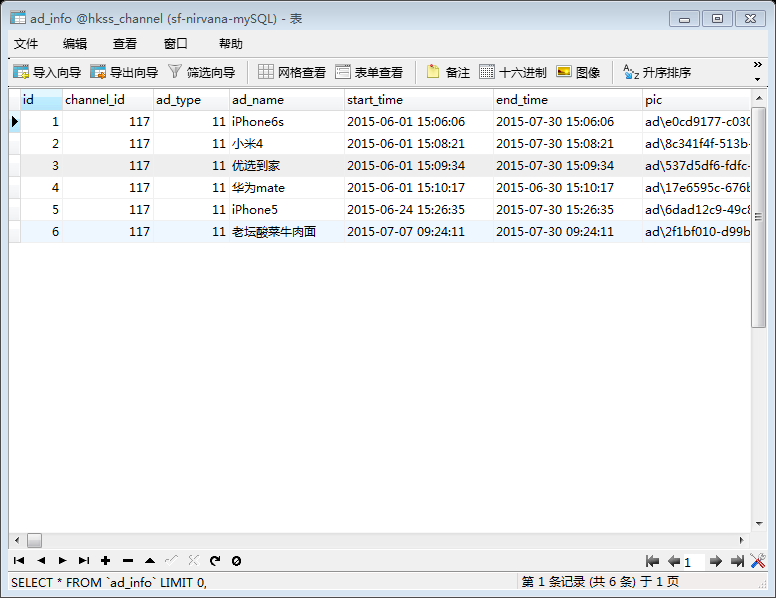 ad_info @hkss_channel (sf-nirvana-mySQL) - 表
文件 编辑 查看 窗口 帮助
导入向导 导出向导 筛选向导 网格查看 表单查看 备注 十六进制 图像 升序排序
id channel_id ad_type ad_name start_time end_time pic
1 117 11 iPhone6s 2015-06-01 15:06:06 2015-07-30 15:06:06 ad\e0cd9177-c030
2 117 11 小米4 2015-06-01 15:08:21 2015-07-30 15:08:21 ad\8c341f4f-513b-
3 117 11 优选到家 2015-06-01 15:09:34 2015-07-30 15:09:34 ad\537d5df6-fdfc-
4 117 11 华为mate 2015-06-01 15:10:17 2015-06-30 15:10:17 ad\17e6595c-676b
5 117 11 iPhone5 2015-06-24 15:26:35 2015-07-30 15:26:35 ad\6dad12c9-49c8
6 117 11 老坛酸菜牛肉面 2015-07-07 09:24:11 2015-07-30 09:24:11 ad\2f1bf010-d99b
1
SELECT * FROM `ad_info` LIMIT 0, 第 1 条记录 (共 6 条) 于 1 页